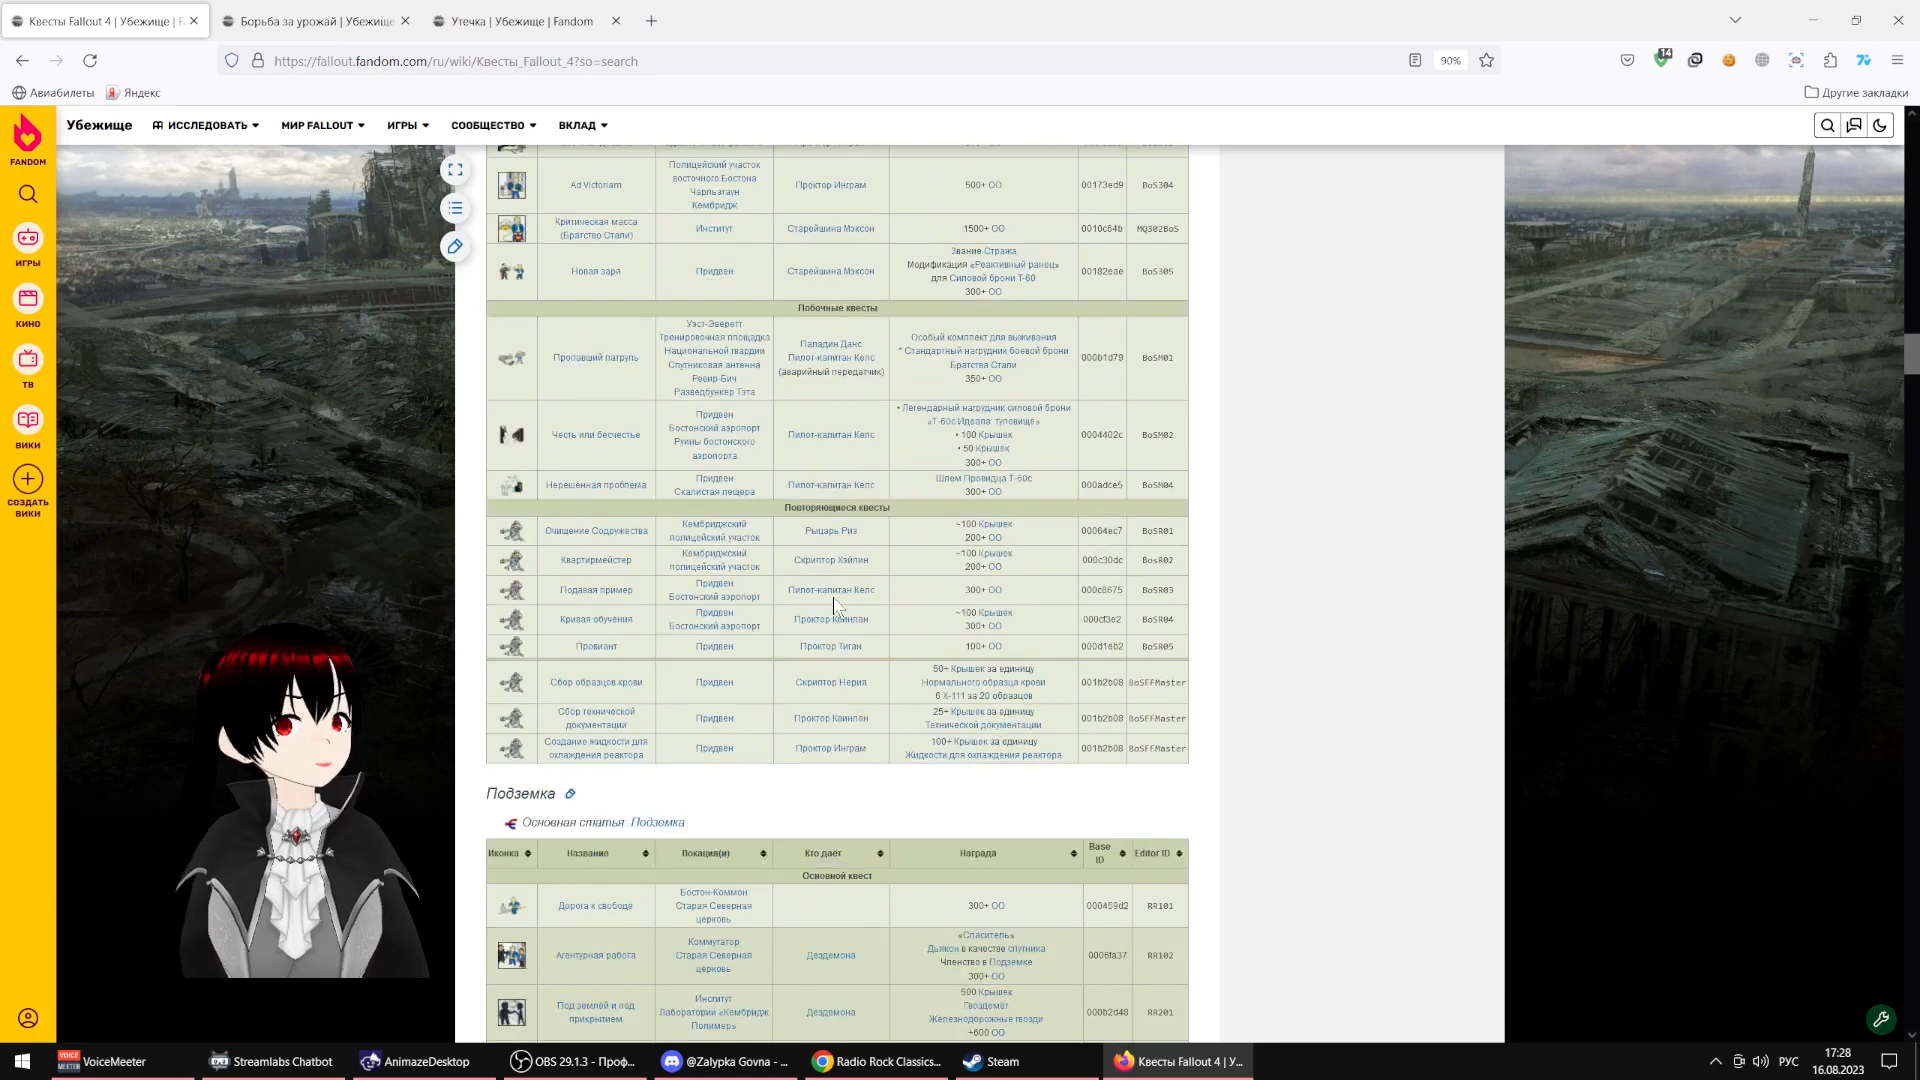 Квесты Fallout 4 | Убежище | F
Борьба за урожай | Убежище
Утечка | Убежище | Fandom
https://fallout.fandom.com/ru/wiki/Квесты_Fallout_4?so=search
90%
14
Авиабилеты
Яндекс
Другие закладки
FANDOM
Убежище
ИССЛЕДОВАТЬ
МИР FALLOUT
ИГРЫ
СООБЩЕСТВО
ВКЛАД
ИГРЫ
КИНО
ТВ
ВИКИ
СОЗДАТЬ
ВИКИ
Ad Victoriam
Полицейский участок
восточного Бостона
Чарльзтаун
Кембридж
Проктор Инграм
500+ ОО
00173ed9
BoS304
Критическая масса
(Братство Стали)
Институт
Старейшина Мэксон
1500+ ОО
0010c64b
MQ302BoS
Новая заря
Придвен
Старейшина Мэксон
Звание Стража
Модификация «Реактивный ранец»
для Силовой брони Т-60
300+ ОО
00182eae
BoS305
Побочные квесты
Пропавший патруль
Уэст-Эверетт
Тренировочная площадка
Национальной гвардии
Спутниковая антенна
Ревир-Бич
Разведбункер Тэта
Паладин Данс
Пилот-капитан Келс
(аварийный передатчик)
Особый комплект для выживания
* Стандартный нагрудник боевой брони
Братства Стали
350+ ОО
000b1d79
BoSM01
Честь или бесчестье
Придвен
Бостонский аэропорт
Руины бостонского
аэропорта
Пилот-капитан Келс
• Легендарный нагрудник силовой брони
«Т-60c Идеала: туловище»
• 100 Крышек
• 50 Крышек
300+ ОО
0004402c
BoSM02
Нерешённая проблема
Придвен
Скалистая пещера
Пилот-капитан Келс
Шлем Провидца Т-60c
300+ ОО
000adce5
BoSM04
Повторяющиеся квесты
Очищение Содружества
Кембриджский
полицейский участок
Рыцарь Риз
~100 Крышек
200+ ОО
00064ec7
BoSR01
Квартирмейстер
Кембриджский
полицейский участок
Скриптор Хэйлин
~100 Крышек
200+ ОО
000c30dc
BosR02
Подавая пример
Придвен
Бостонский аэропорт
Пилот-капитан Келс
300+ ОО
000c8675
BoSR03
Кривая обучения
Придвен
Бостонский аэропорт
Проктор Квинлан
~100 Крышек
300+ ОО
000cf3e2
BoSR04
Провиант
Придвен
Проктор Тиган
100+ ОО
000d16b2
BoSR05
Сбор образцов крови
Придвен
Скриптор Нерия
50+ Крышек за единицу
Нормального образца крови
6 Х-111 за 20 образцов
001b2b08
BoSFFMaster
Сбор технической
документации
Придвен
Проктор Квинлан
25+ Крышек за единицу
Технической документации
001b2b08
BoSFFMaster
Создание жидкости для
охлаждения реактора
Придвен
Проктор Инграм
100+ Крышек за единицу
Жидкости для охлаждения реактора
001b2b08
BoSFFMaster
Подземка
Основная статья: Подземка
Иконка
Название
Локация(и)
Кто даёт
Награда
Base
ID
Editor ID
Основной квест
Дорога к свободе
Бостон-Коммон
Старая Северная
церковь
300+ ОО
000459d2
RR101
Агентурная работа
Коммутатор
Старая Северная
церковь
Дездемона
«Спаситель»
Дьякон в качестве спутника
Членство в Подземке
300+ ОО
0006fa37
RR102
Под землёй и под
прикрытием
Институт
Лаборатории «Кембридж
Полимер»
Дездемона
500 Крышек
Гвоздемёт
Железнодорожные гвозди
+600 ОО
000b2d48
RR201
VoiceMeeter
Streamlabs Chatbot
AnimazeDesktop
OBS 29.1.3 - Проф...
@Zalypka Govna - ...
Radio Rock Classics...
Steam
Квесты Fallout 4 | У...
РУС
17:28
16.08.2023